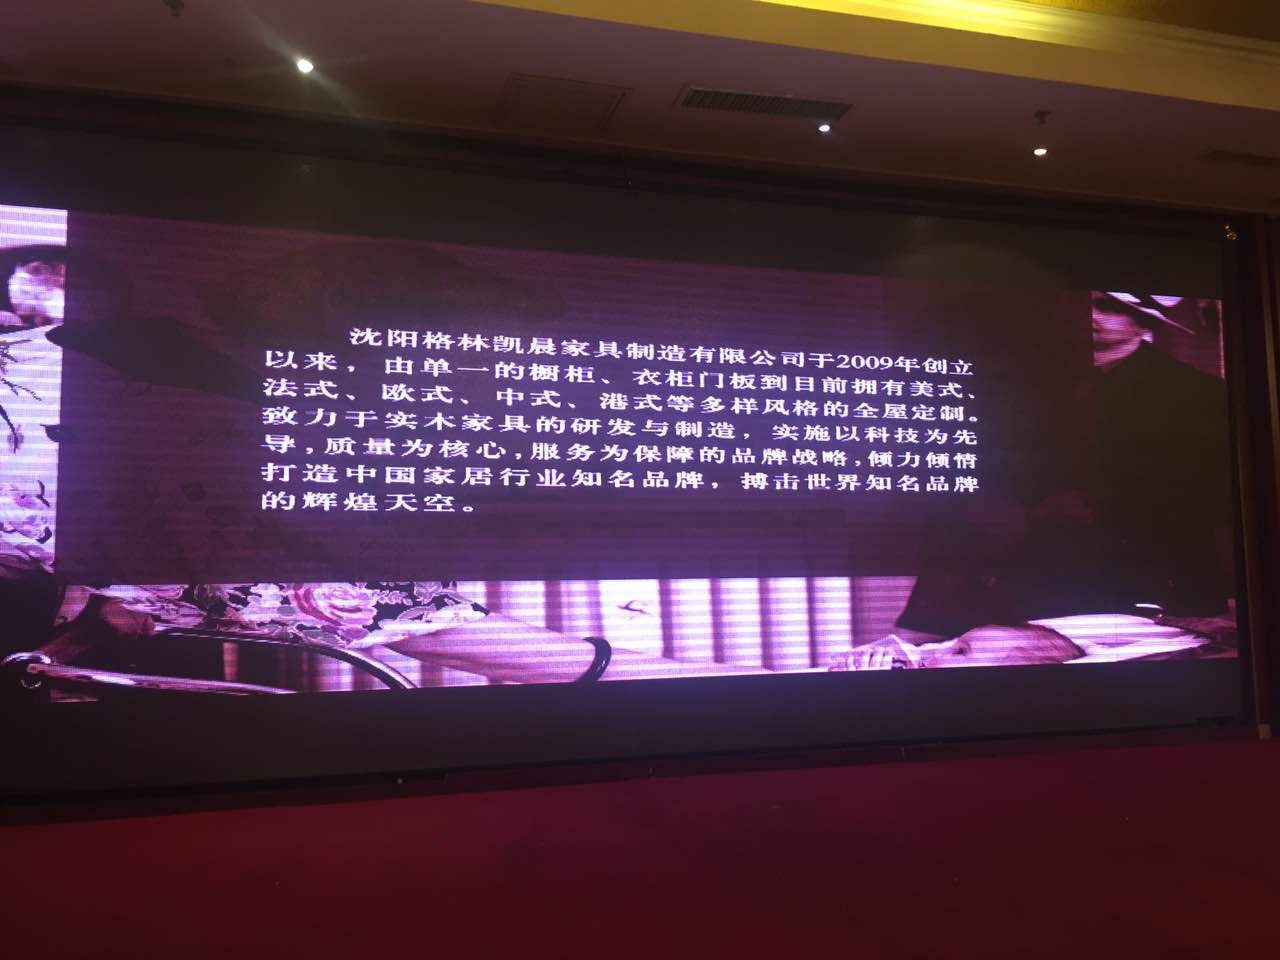 沈阳格林凯晨家具制造有限公司于2009年创立
以来，由单一的橱柜、衣柜门板到目前拥有美式、
法式、欧式、中式、港式等多样风格的全屋定制。
致力于实木家具的研发与制造，实施以科技为先
导,质量为核心,服务为保障的品牌战略,倾力倾情
打造中国家居行业知名品牌，搏击世界知名品牌
的辉煌天空。